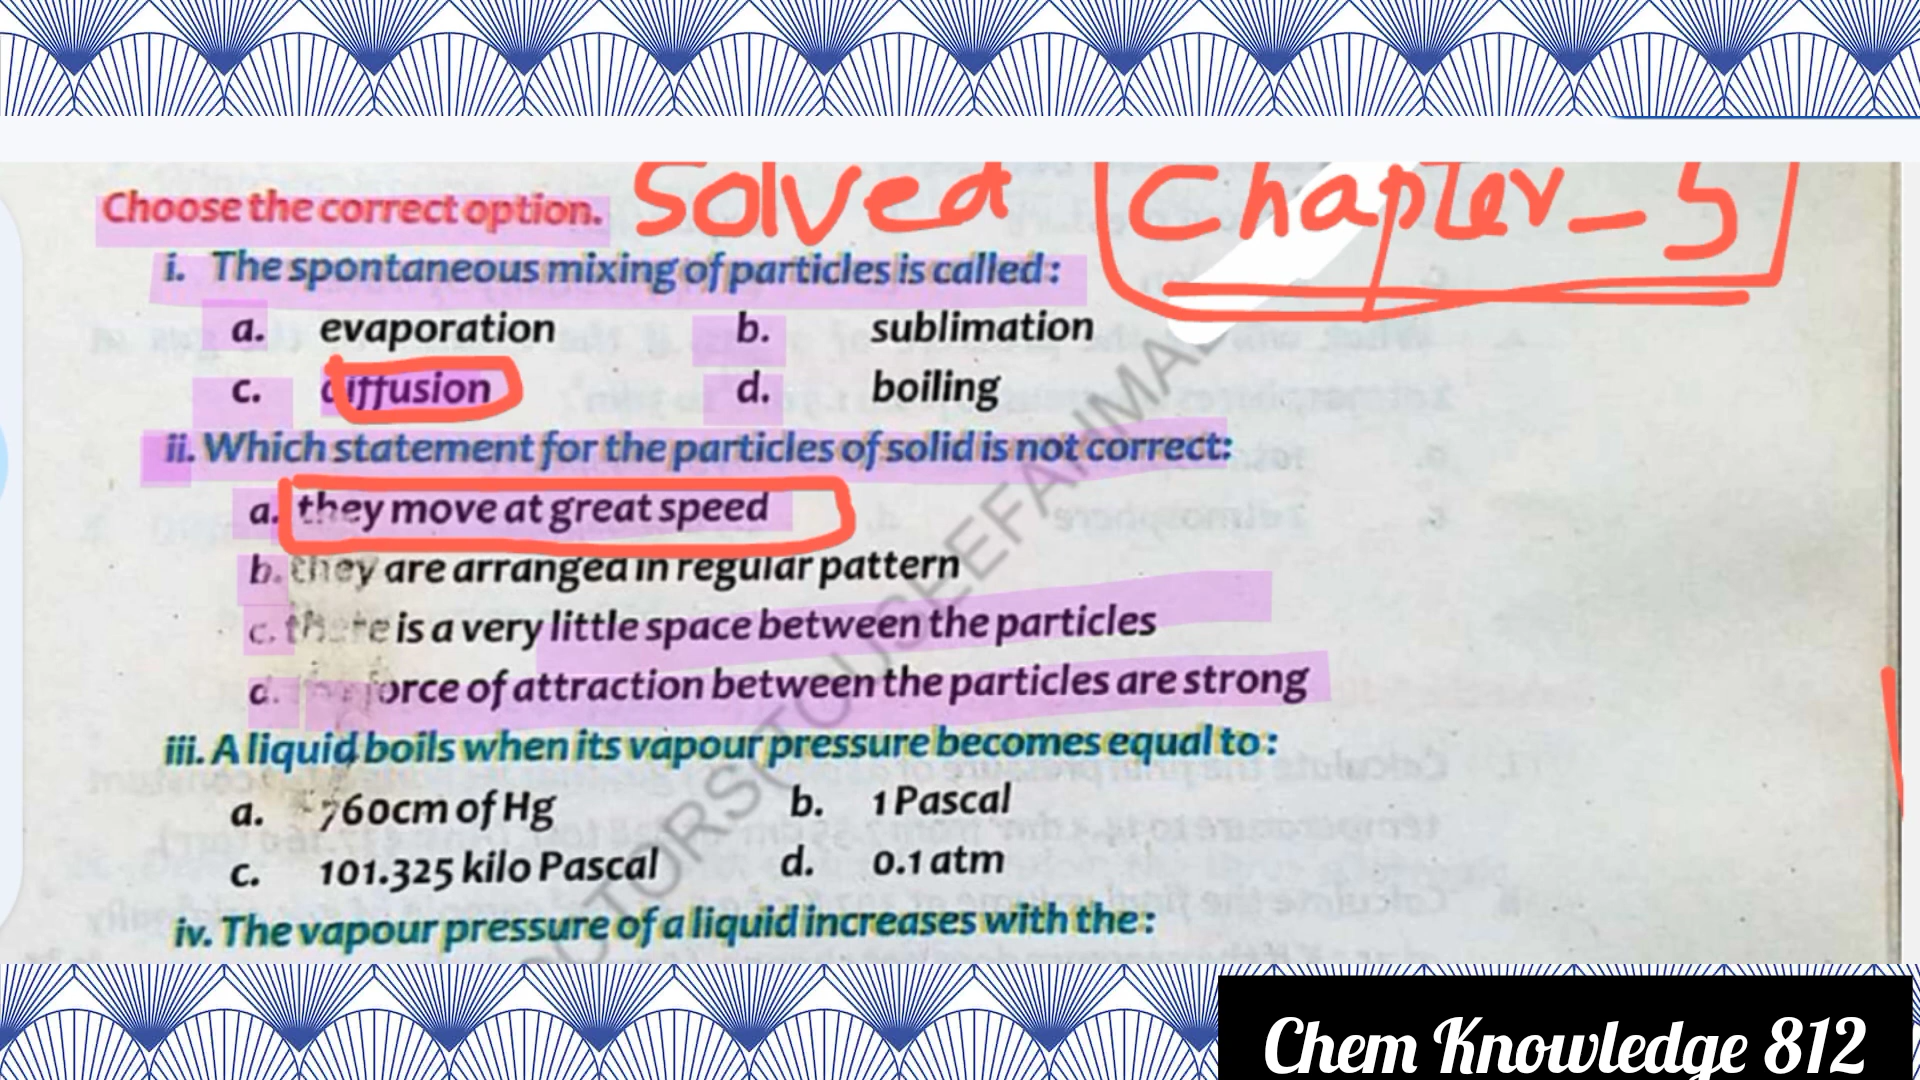 Solved Chapter - 5
Choose the correct option.
i. The spontaneous mixing of particles is called:
a. evaporation b. sublimation
c. diffusion d. boiling
ii. Which statement for the particles of solid is not correct:
a. they move at great speed
b. they are arranged in regular pattern
c. there is a very little space between the particles
d. the force of attraction between the particles are strong
iii. A liquid boils when its vapour pressure becomes equal to:
a. 760cm of Hg b. 1 Pascal
c. 101.325 kilo Pascal d. 0.1 atm
iv. The vapour pressure of a liquid increases with the:
Chem Knowledge 812